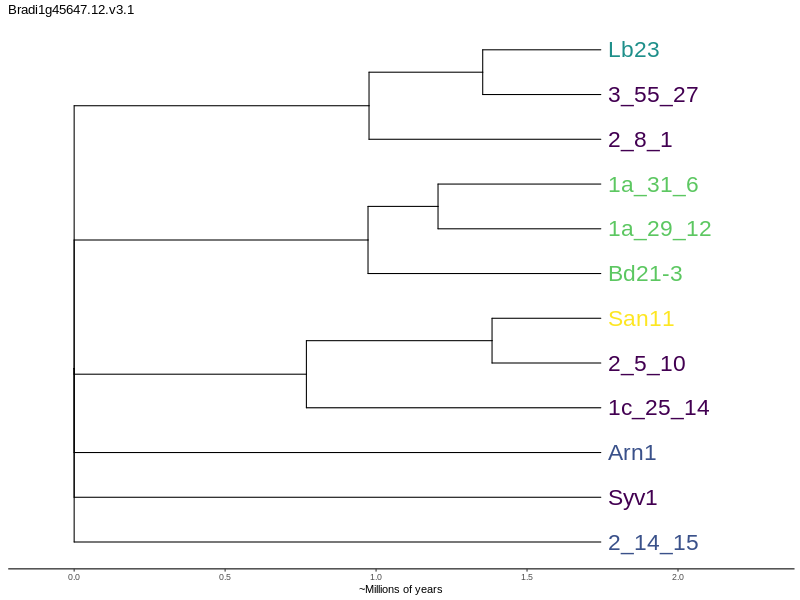 Bradi1g45647.12.v3.1
Lb23
3_55_27
2_8_1
1a_31_6
1a_29_12
Bd21-3
San11
2_5_10
1c_25_14
Arn1
Syv1
2_14_15
0.0 0.5 1.0 1.5 2.0
~Millions of years